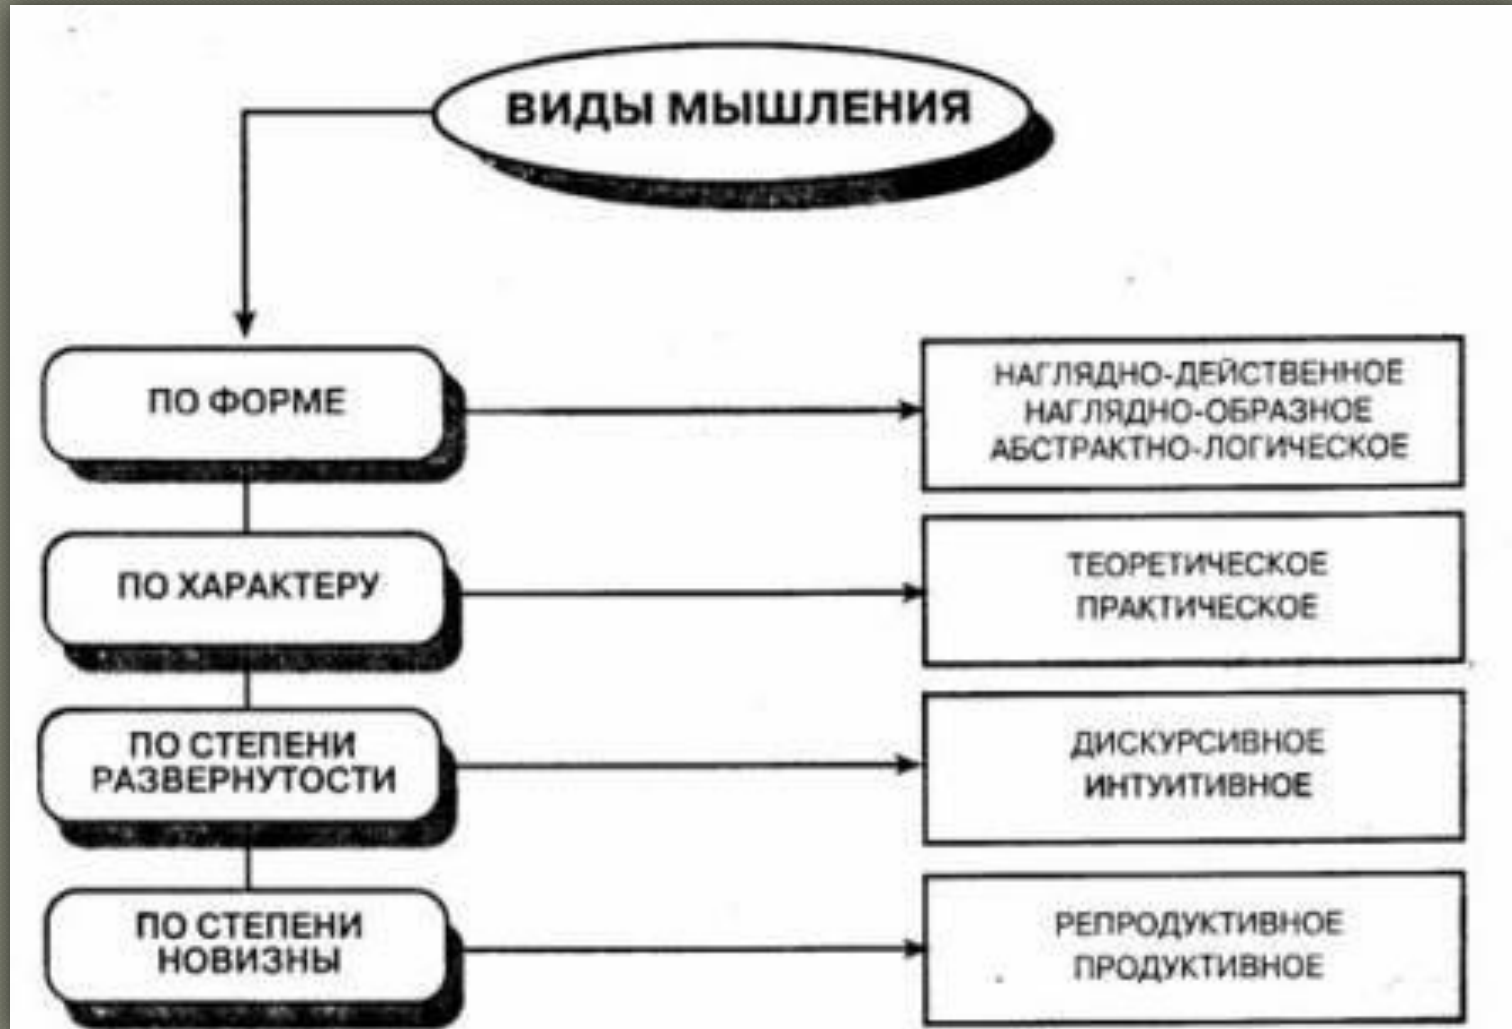 ВИДЫ МЫШЛЕНИЯ
ПО ФОРМЕ
НАГЛЯДНО-ДЕЙСТВЕННОЕ
НАГЛЯДНО-ОБРАЗНОЕ
АБСТРАКТНО-ЛОГИЧЕСКОЕ
ПО ХАРАКТЕРУ
ТЕОРЕТИЧЕСКОЕ
ПРАКТИЧЕСКОЕ
ПО СТЕПЕНИ
РАЗВЕРНУТОСТИ
ДИСКУРСИВНОЕ
ИНТУИТИВНОЕ
ПО СТЕПЕНИ
НОВИЗНЫ
РЕПРОДУКТИВНОЕ
ПРОДУКТИВНОЕ